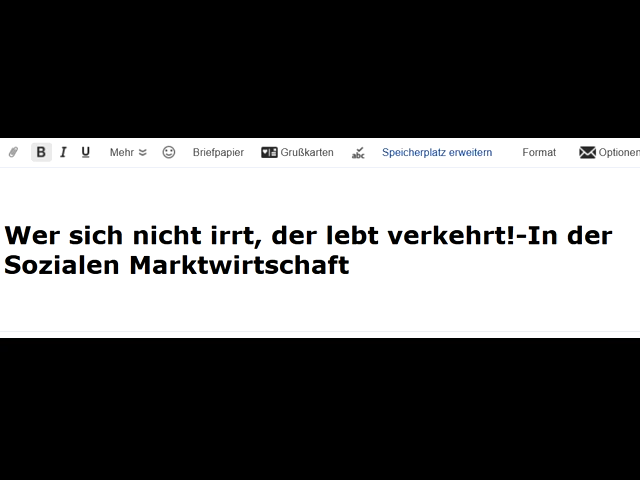 B I U Mehr Briefpapier Grußkarten abc Speicherplatz erweitern Format Optionen
Wer sich nicht irrt, der lebt verkehrt!-In der
Sozialen Marktwirtschaft